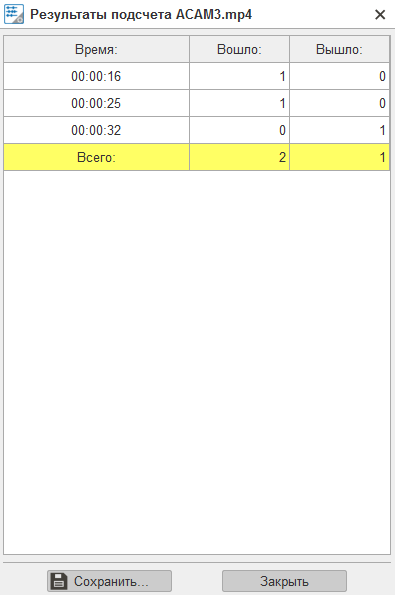 Результаты подсчета ACAM3.mp4
Время: Вошло: Вышло:
00:00:16 1 0
00:00:25 1 0
00:00:32 0 1
Всего: 2 1
Сохранить... Закрыть